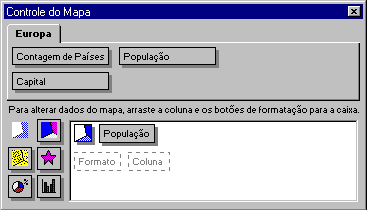 Controle do Mapa
Europa
Contagem de Países População
Capital
Para alterar dados do mapa, arraste a coluna e os botões de formatação para a caixa.
População
Formato Coluna